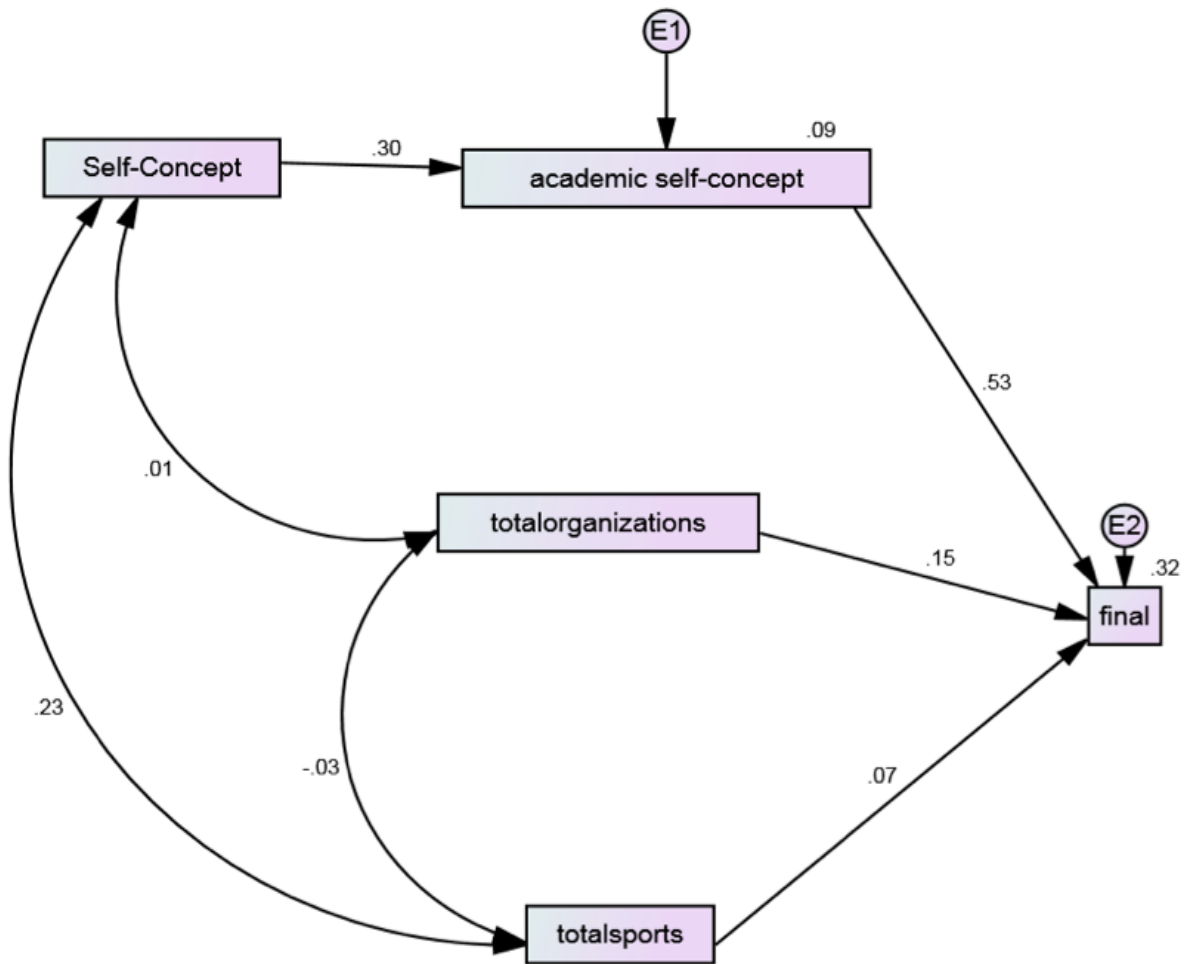 E1
.09
Self-Concept
.30
academic self-concept
.53
.01
totalorganizations
E2
.15
.32
final
.23
-.03
.07
totalsports